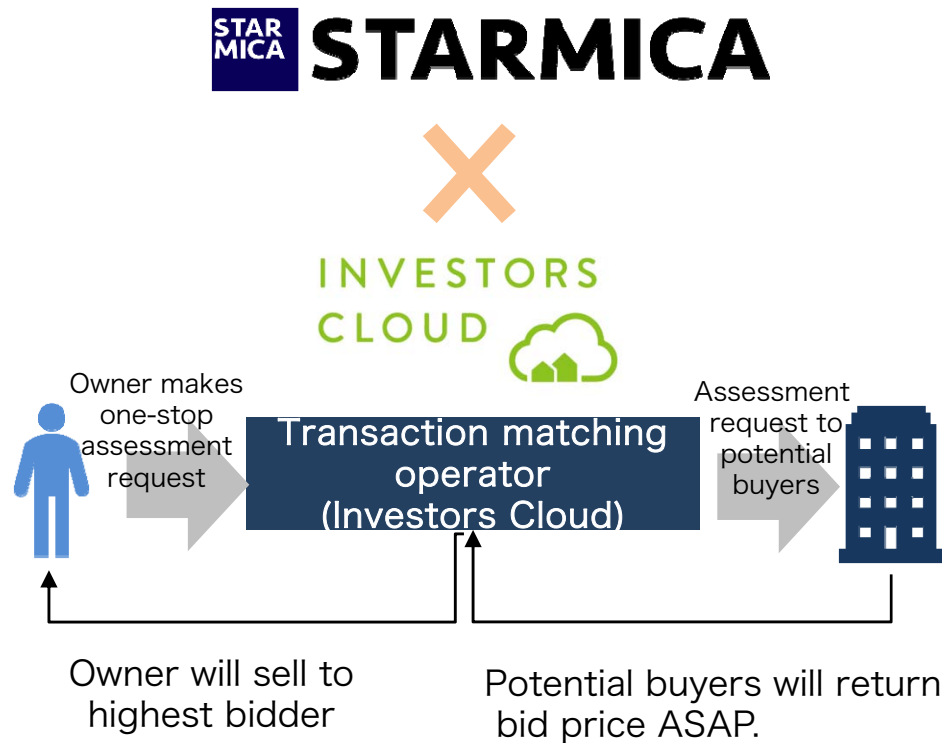 STAR
MICA
STARMICA
INVESTORS
CLOUD
Owner makes
one-stop
assessment
request
Transaction matching
operator
(Investors Cloud)
Assessment
request to
potential
buyers
Owner will sell to
highest bidder
Potential buyers will return
bid price ASAP.